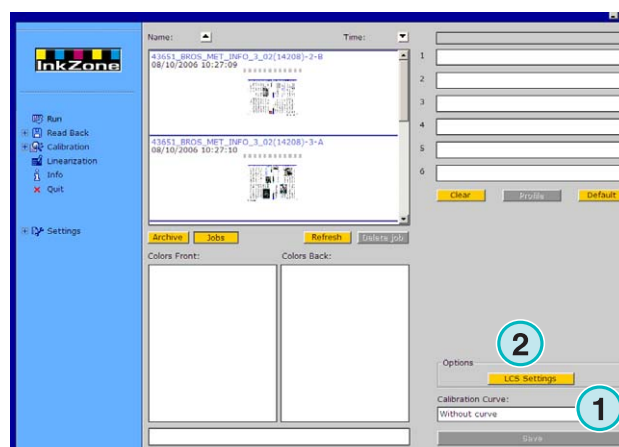 InkZone
Run
Read Back
Calibration
Linearization
Info
Quit
Settings
Name:
Time:
43651_BROS_MET_INFO_3_02(14208)-2-B
08/10/2006 10:27:09
43651_BROS_MET_INFO_3_02(14208)-3-A
08/10/2006 10:27:10
Archive
Jobs
Refresh
Delete job
Colors Front:
Colors Back:
1
2
3
4
5
6
Clear
Profile
Default
2
Options
LCS Settings
Calibration Curve:
Without curve
1
Save